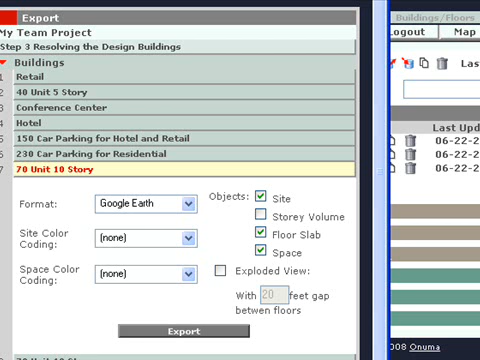 Export
My Team Project
Step 3 Resolving the Design Buildings
Buildings
1 Retail
2 40 Unit 5 Story
3 Conference Center
4 Hotel
5 150 Car Parking for Hotel and Retail
6 230 Car Parking for Residential
7 70 Unit 10 Story
Format: Google Earth
Site Color Coding: (none)
Space Color Coding: (none)
Objects: Site
Storey Volume
Floor Slab
Space
Exploded View:
With 20 feet gap
betwen floors
Export
Buildings/Floors
Logout Map
Las
Last Upd
06-22-2
06-22-2
06-22-2
008 Onuma